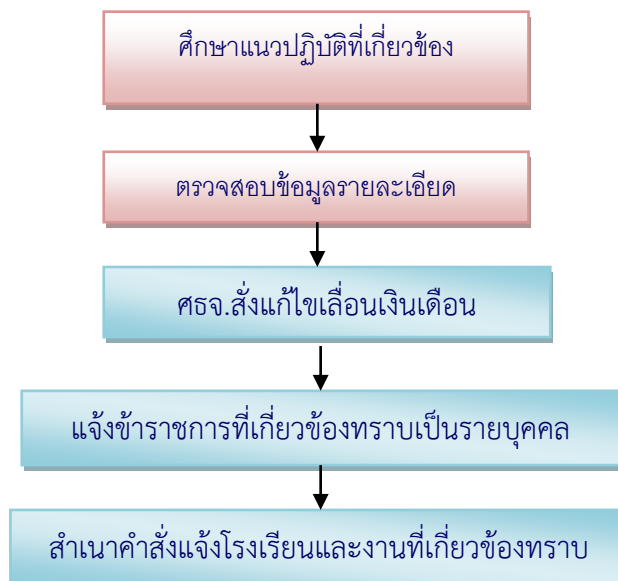 ศึกษาแนวปฏิบัติที่เกี่ยวข้อง
ตรวจสอบข้อมูลรายละเอียด
ศธจ.สั่งแก้ไขเลื่อนเงินเดือน
แจ้งข้าราชการที่เกี่ยวข้องทราบเป็นรายบุคคล
สำเนาคำสั่งแจ้งโรงเรียนและงานที่เกี่ยวข้องทราบ